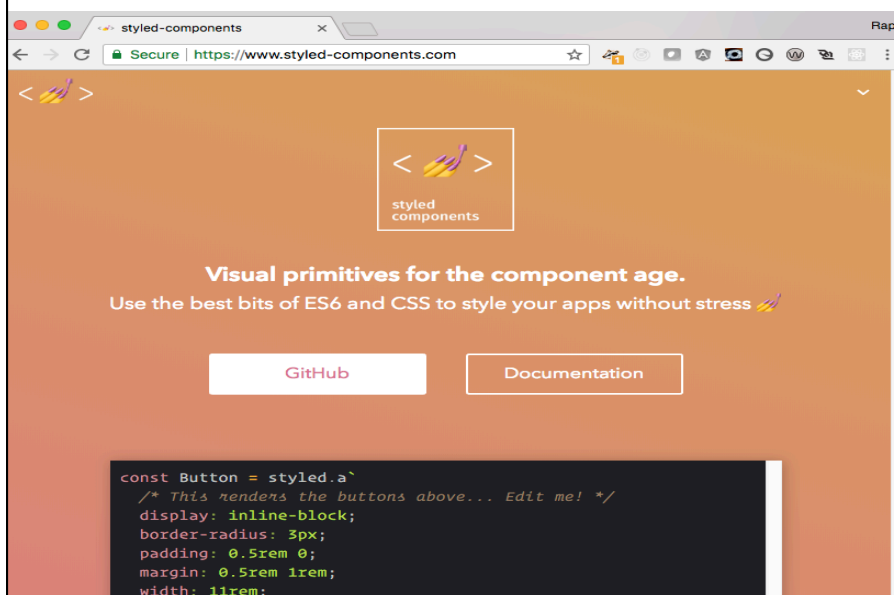 styled-components
Rap
Secure | https://www.styled-components.com
1
< 💅 >
< 💅 >
styled
components
Visual primitives for the component age.
Use the best bits of ES6 and CSS to style your apps without stress 💅
GitHub
Documentation
const Button = styled.a`
/* This renders the buttons above... Edit me! */
display: inline-block;
border-radius: 3px;
padding: 0.5rem 0;
margin: 0.5rem 1rem;
width: 11rem;